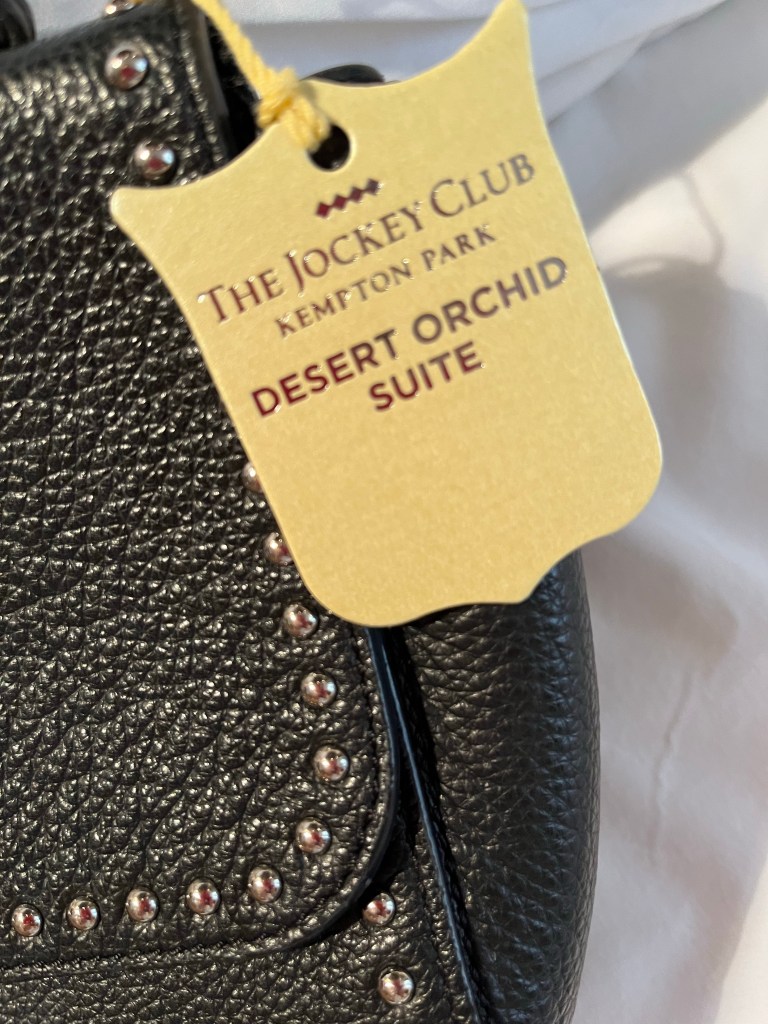 THE JOCKEY CLUB
KEMPTON PARK
DESERT ORCHID
SUITE